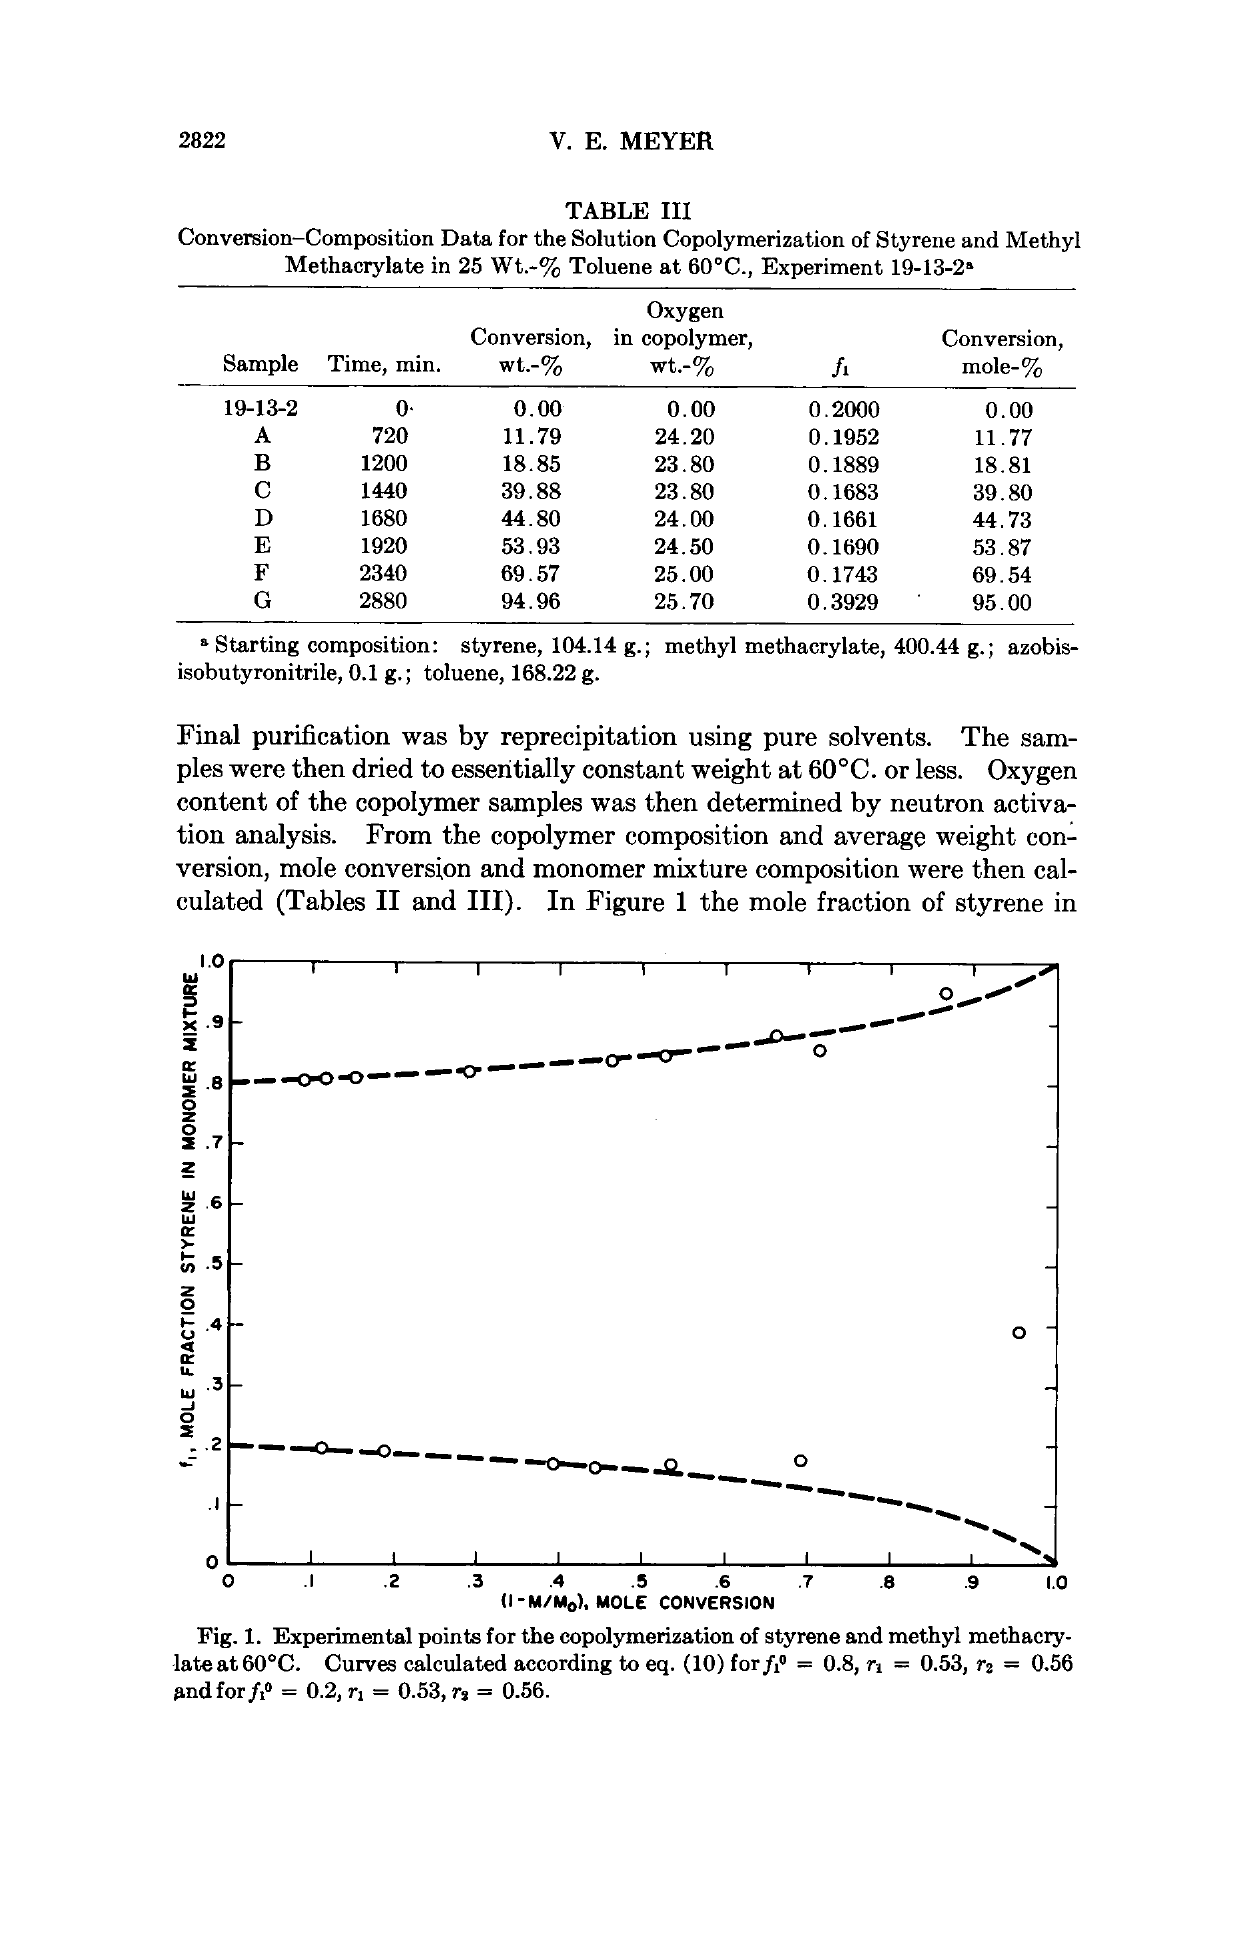 2822 V. E. MEYER
TABLE III
Conversion–Composition Data for the Solution Copolymerization of Styrene and Methyl
Methacrylate in 25 Wt.-% Toluene at 60°C., Experiment 19-13-2ᵃ
Oxygen
Conversion, in copolymer, Conversion,
Sample Time, min. wt.-% wt.-% f₁ mole-%
19-13-2 0 0.00 0.00 0.2000 0.00
A 720 11.79 24.20 0.1952 11.77
B 1200 18.85 23.80 0.1889 18.81
C 1440 39.88 23.80 0.1683 39.80
D 1680 44.80 24.00 0.1661 44.73
E 1920 53.93 24.50 0.1690 53.87
F 2340 69.57 25.00 0.1743 69.54
G 2880 94.96 25.70 0.3929 95.00
ᵃ Starting composition: styrene, 104.14 g.; methyl methacrylate, 400.44 g.; azobis-
isobutyronitrile, 0.1 g.; toluene, 168.22 g.
Final purification was by reprecipitation using pure solvents. The sam-
ples were then dried to essentially constant weight at 60°C. or less. Oxygen
content of the copolymer samples was then determined by neutron activa-
tion analysis. From the copolymer composition and average weight con-
version, mole conversion and monomer mixture composition were then cal-
culated (Tables II and III). In Figure 1 the mole fraction of styrene in
f₁, MOLE FRACTION STYRENE IN MONOMER MIXTURE
1.0
.9
.8
.7
.6
.5
.4
.3
.2
.1
0
0 .1 .2 .3 .4 .5 .6 .7 .8 .9 1.0
(1-M/M₀), MOLE CONVERSION
Fig. 1. Experimental points for the copolymerization of styrene and methyl methacry-
late at 60°C. Curves calculated according to eq. (10) for f₁⁰ = 0.8, r₁ = 0.53, r₂ = 0.56
and for f₁⁰ = 0.2, r₁ = 0.53, r₂ = 0.56.